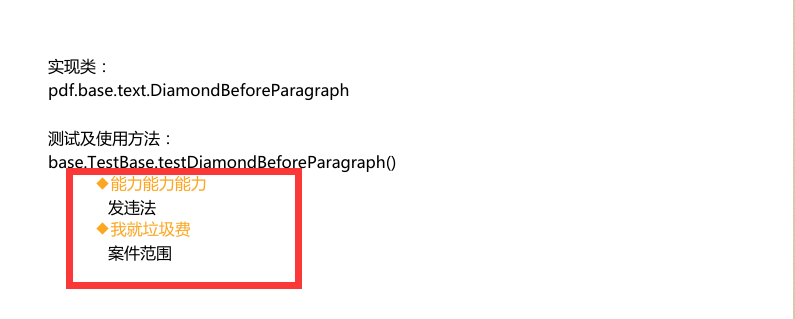 实现类：
pdf.base.text.DiamondBeforeParagraph
测试及使用方法：
base.TestBase.testDiamondBeforeParagraph()
◆能力能力能力
发违法
◆我就垃圾费
案件范围